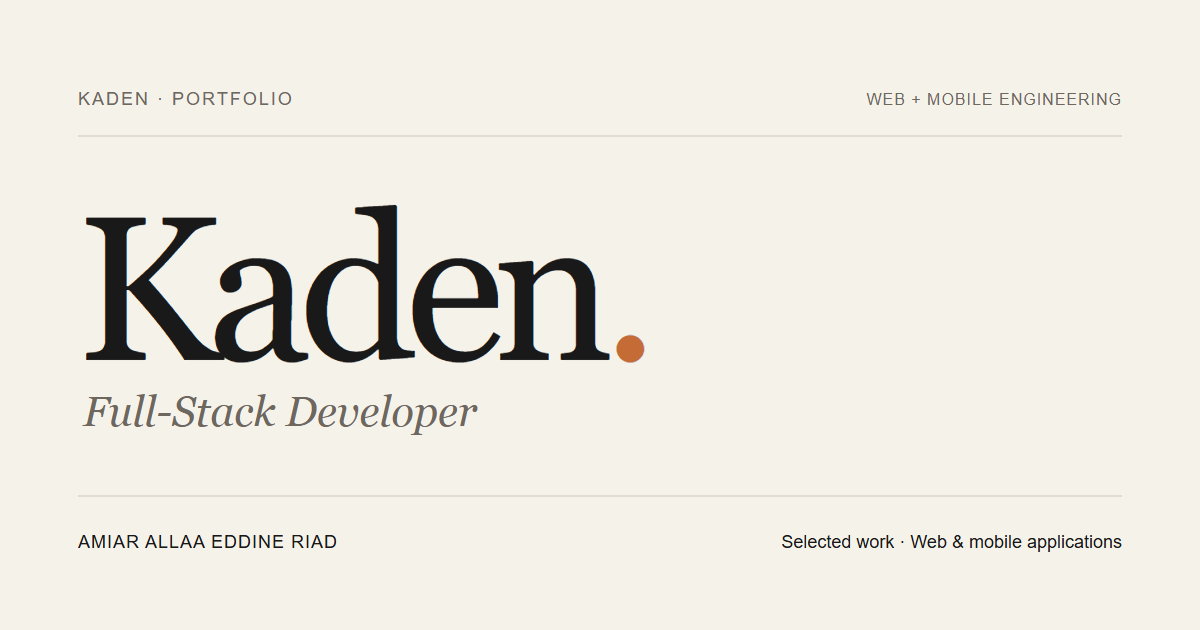 KADEN · PORTFOLIO
WEB + MOBILE ENGINEERING
Kaden.
Full-Stack Developer
AMIAR ALLAA EDDINE RIAD
Selected work · Web & mobile applications